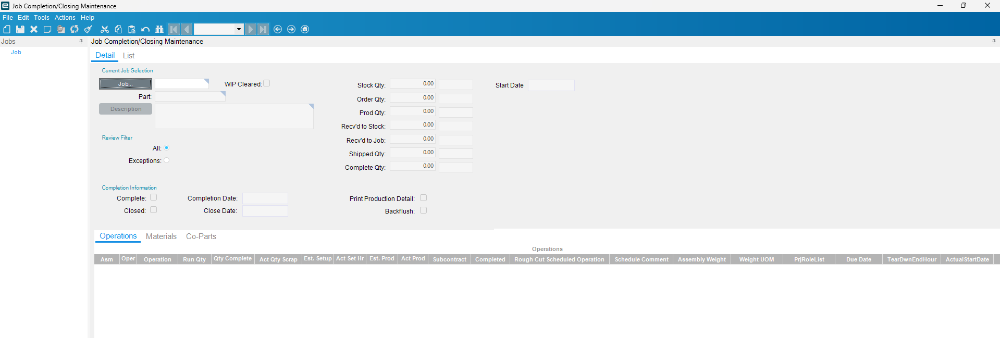 Job Completion/Closing Maintenance
File Edit Tools Actions Help
Jobs
Job
Job Completion/Closing Maintenance
Detail List
Current Job Selection
Job...
WIP Cleared:
Part:
Description
Stock Qty: 0.00
Order Qty: 0.00
Prod Qty: 0.00
Recv'd to Stock: 0.00
Recv'd to Job: 0.00
Shipped Qty: 0.00
Complete Qty: 0.00
Start Date
Review Filter
All:
Exceptions:
Completion Information
Complete: Completion Date: Print Production Detail:
Closed: Close Date: Backflush:
Operations Materials Co-Parts
Operations
Asm Oper Operation Run Qty Qty Complete Act Qty Scrap Est. Setup Act Set Hr Est. Prod Act Prod Subcontract Completed Rough Cut Scheduled Operation Schedule Comment Assembly Weight Weight UOM PrjRoleList Due Date TearDwnEndHour ActualStartDate